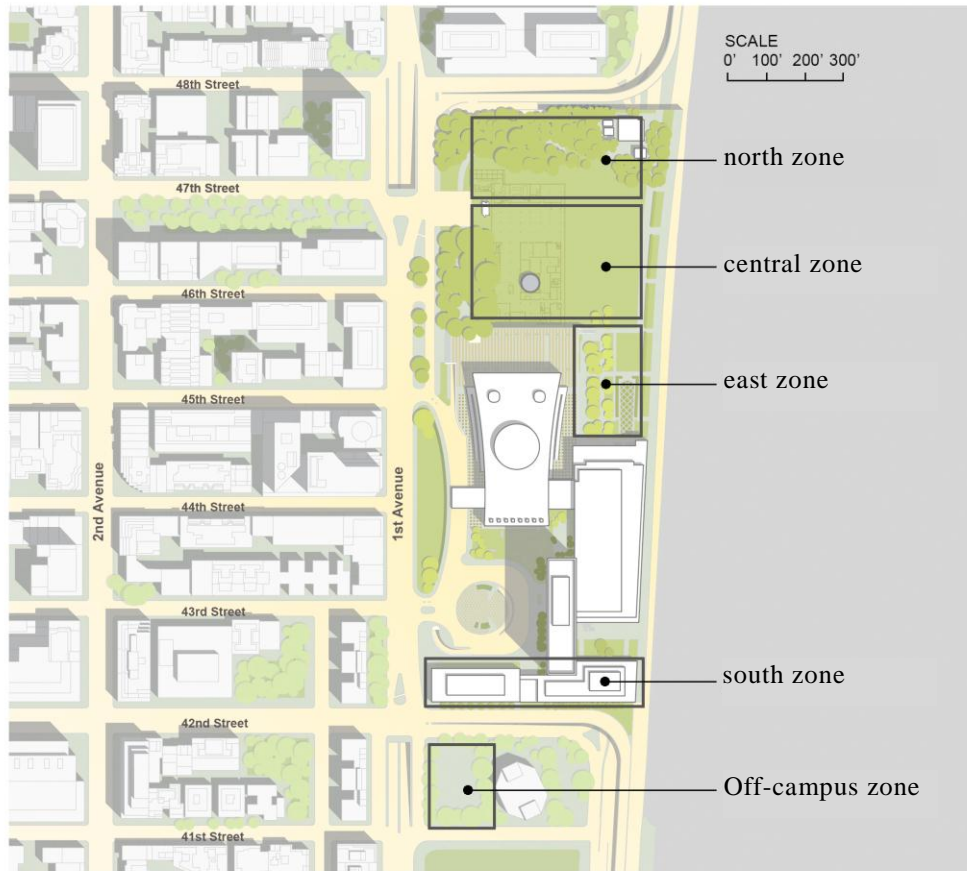 SCALE
0' 100' 200' 300'
48th Street
north zone
47th Street
central zone
46th Street
east zone
45th Street
2nd Avenue
1st Avenue
44th Street
43rd Street
south zone
42nd Street
Off-campus zone
41st Street